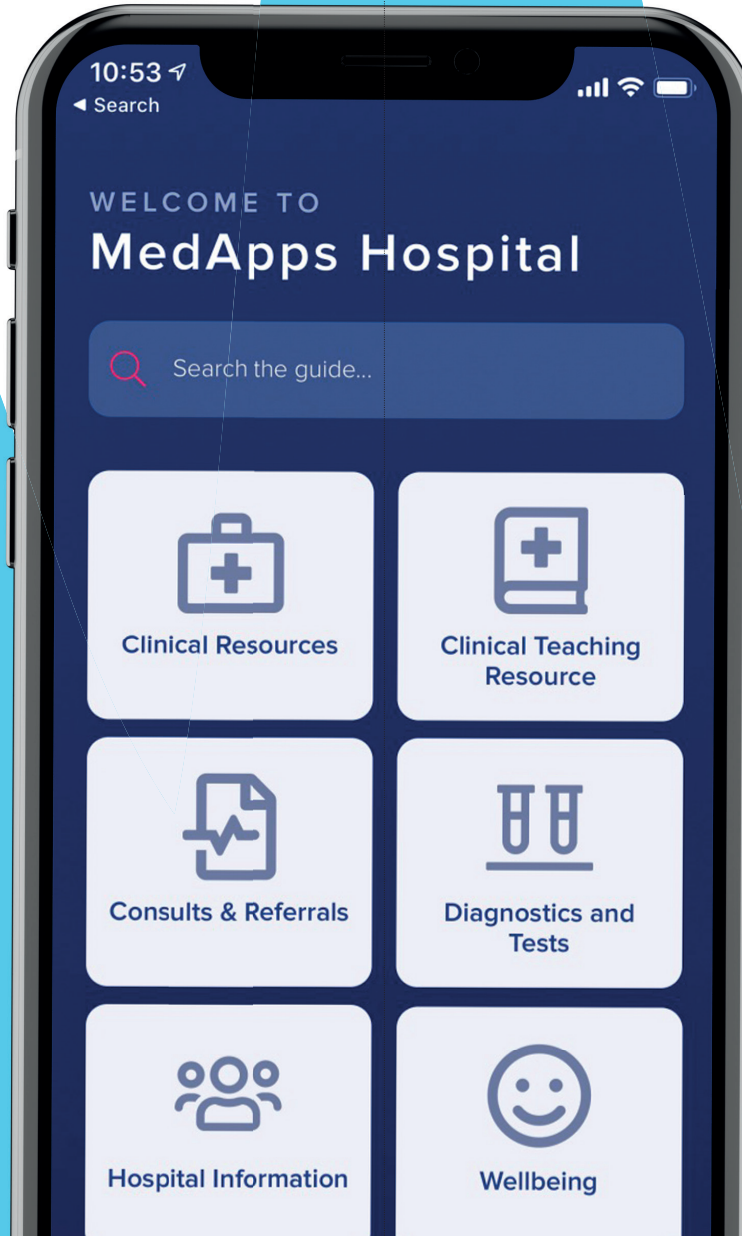 10:53
Search
WELCOME TO
MedApps Hospital
Search the guide...
Clinical Resources
Clinical Teaching
Resource
Consults & Referrals
Diagnostics and
Tests
Hospital Information
Wellbeing